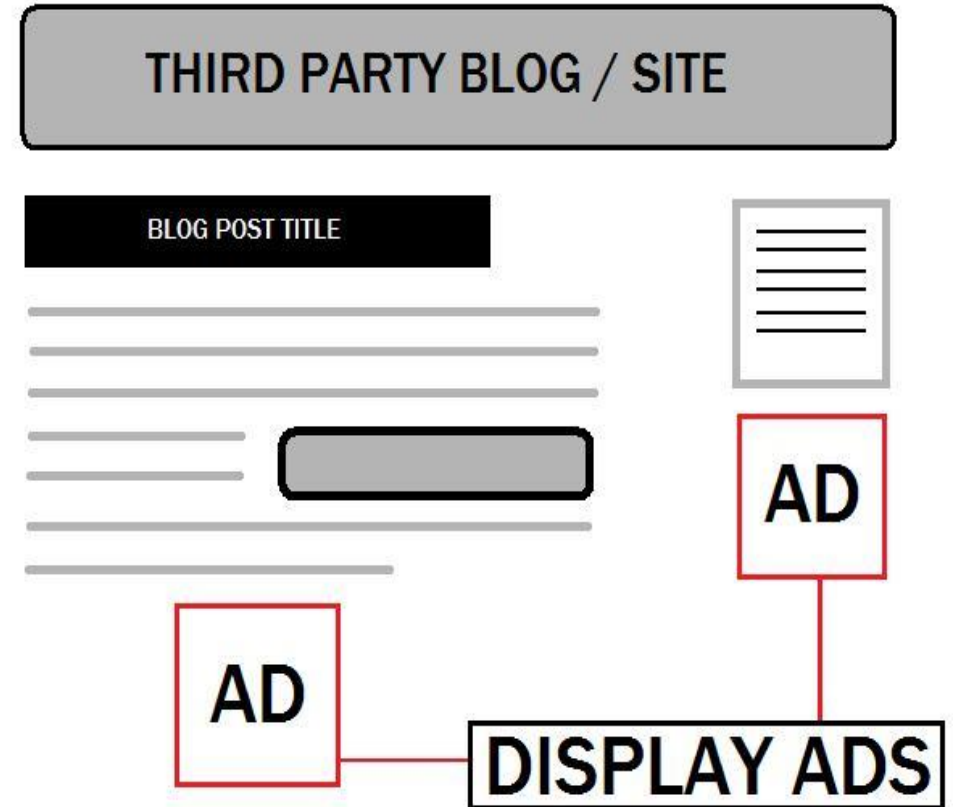 THIRD PARTY BLOG / SITE
BLOG POST TITLE
AD
AD
DISPLAY ADS